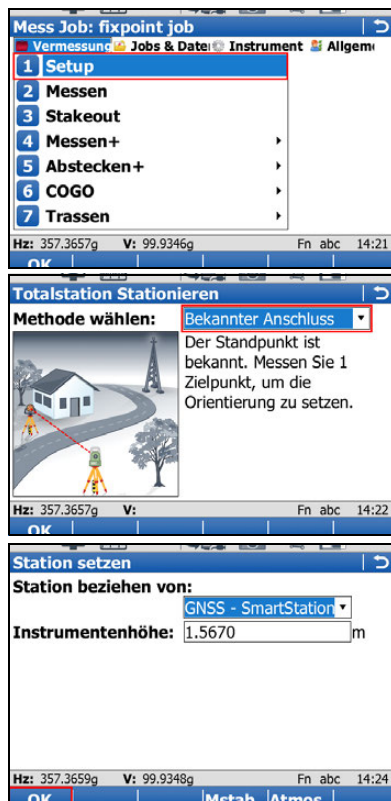 Mess Job: fixpoint job
Vermessung Jobs & Datei Instrument Allgem
1 Setup
2 Messen
3 Stakeout
4 Messen+
5 Abstecken+
6 COGO
7 Trassen
Hz: 357.3657g V: 99.9346g Fn abc 14:21
OK
Totalstation Stationieren
Methode wählen: Bekannter Anschluss
Der Standpunkt ist
bekannt. Messen Sie 1
Zielpunkt, um die
Orientierung zu setzen.
Hz: 357.3657g V: Fn abc 14:22
OK
Station setzen
Station beziehen von:
GNSS - SmartStation
Instrumentenhöhe: 1.5670 m
Hz: 357.3659g V: 99.9348g Fn abc 14:24
OK Mstab Atmos